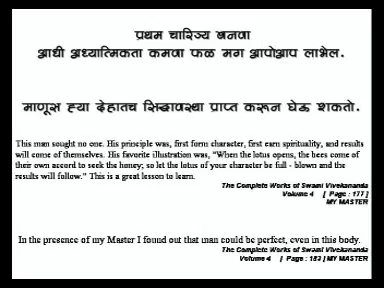 प्रथम चारित्र्य बनवा
आधी अध्यात्मिकता कमवा फळ मग आपोआप लाभेल.
माणूस ह्या देहातच सिद्धावस्था प्राप्त करून घेऊ शकतो.
This man sought no one. His principle was, first form character, first earn spirituality, and results
will come of themselves. His favorite illustration was, "When the lotus opens, the bees come of
their own accord to seek the honey; so let the lotus of your character be full - blown and the
results will follow." This is a great lesson to learn.
The Complete Works of Swami Vivekananda
Volume 4 [ Page : 177 ]
MY MASTER
In the presence of my Master I found out that man could be perfect, even in this body.
The Complete Works of Swami Vivekananda
Volume 4 [ Page : 183 ] MY MASTER